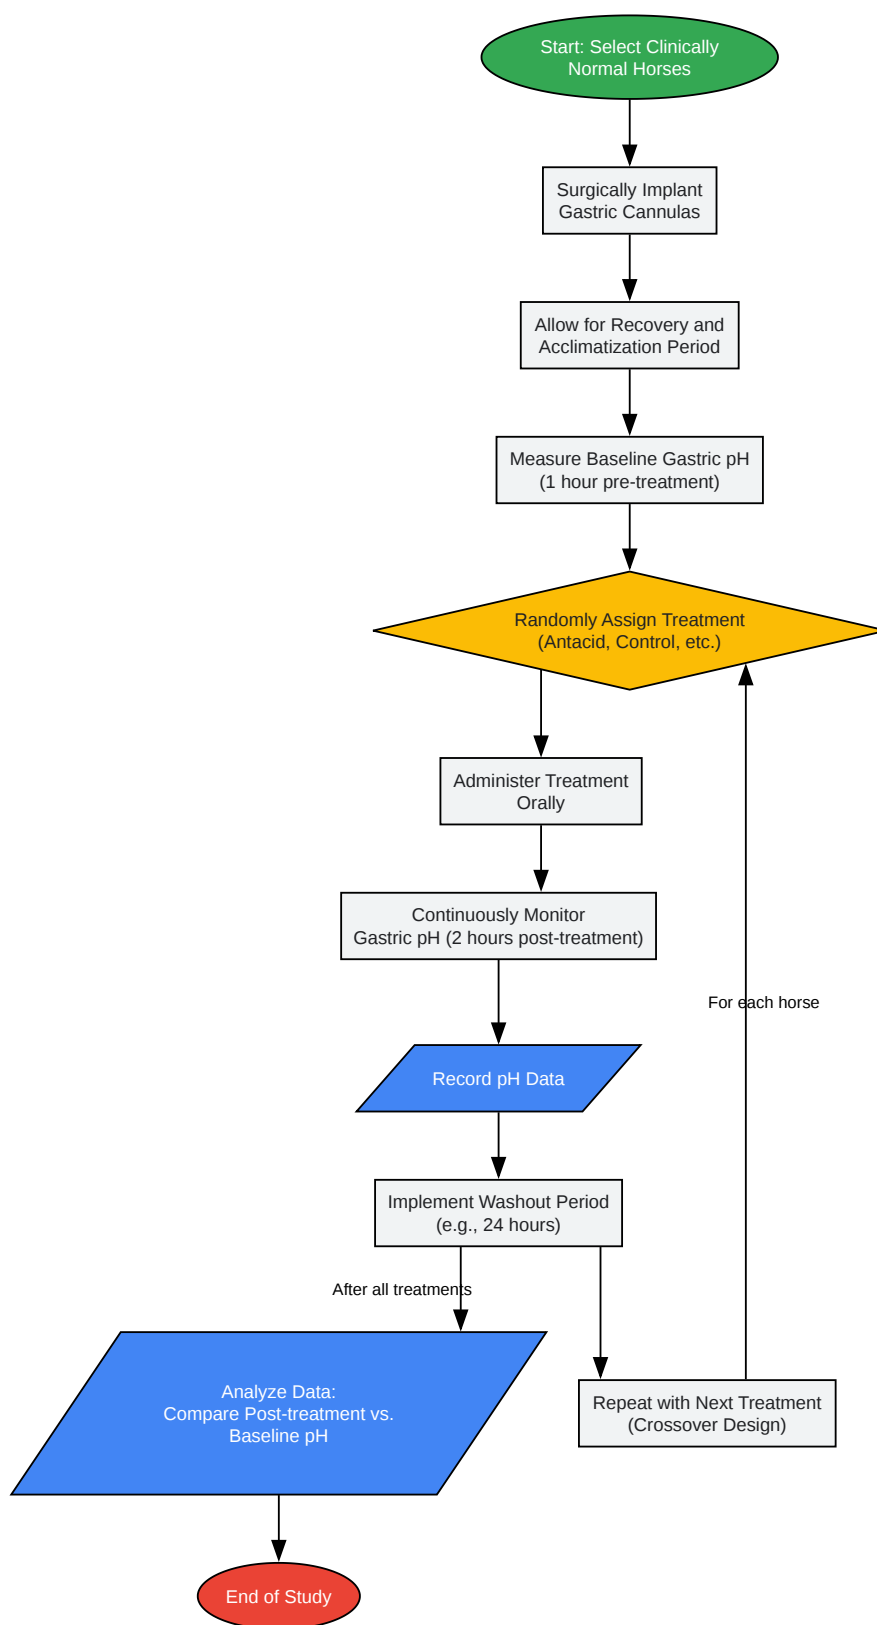 Start: Select Clinically
Normal Horses
Surgically Implant
Gastric Cannulas
Allow for Recovery and
Acclimatization Period
Measure Baseline Gastric pH
(1 hour pre-treatment)
Randomly Assign Treatment
(Antacid, Control, etc.)
Administer Treatment
Orally
Continuously Monitor
Gastric pH (2 hours post-treatment)
For each horse
Record pH Data
Implement Washout Period
(e.g., 24 hours)
After all treatments
Analyze Data:
Compare Post-treatment vs.
Baseline pH
Repeat with Next Treatment
(Crossover Design)
End of Study